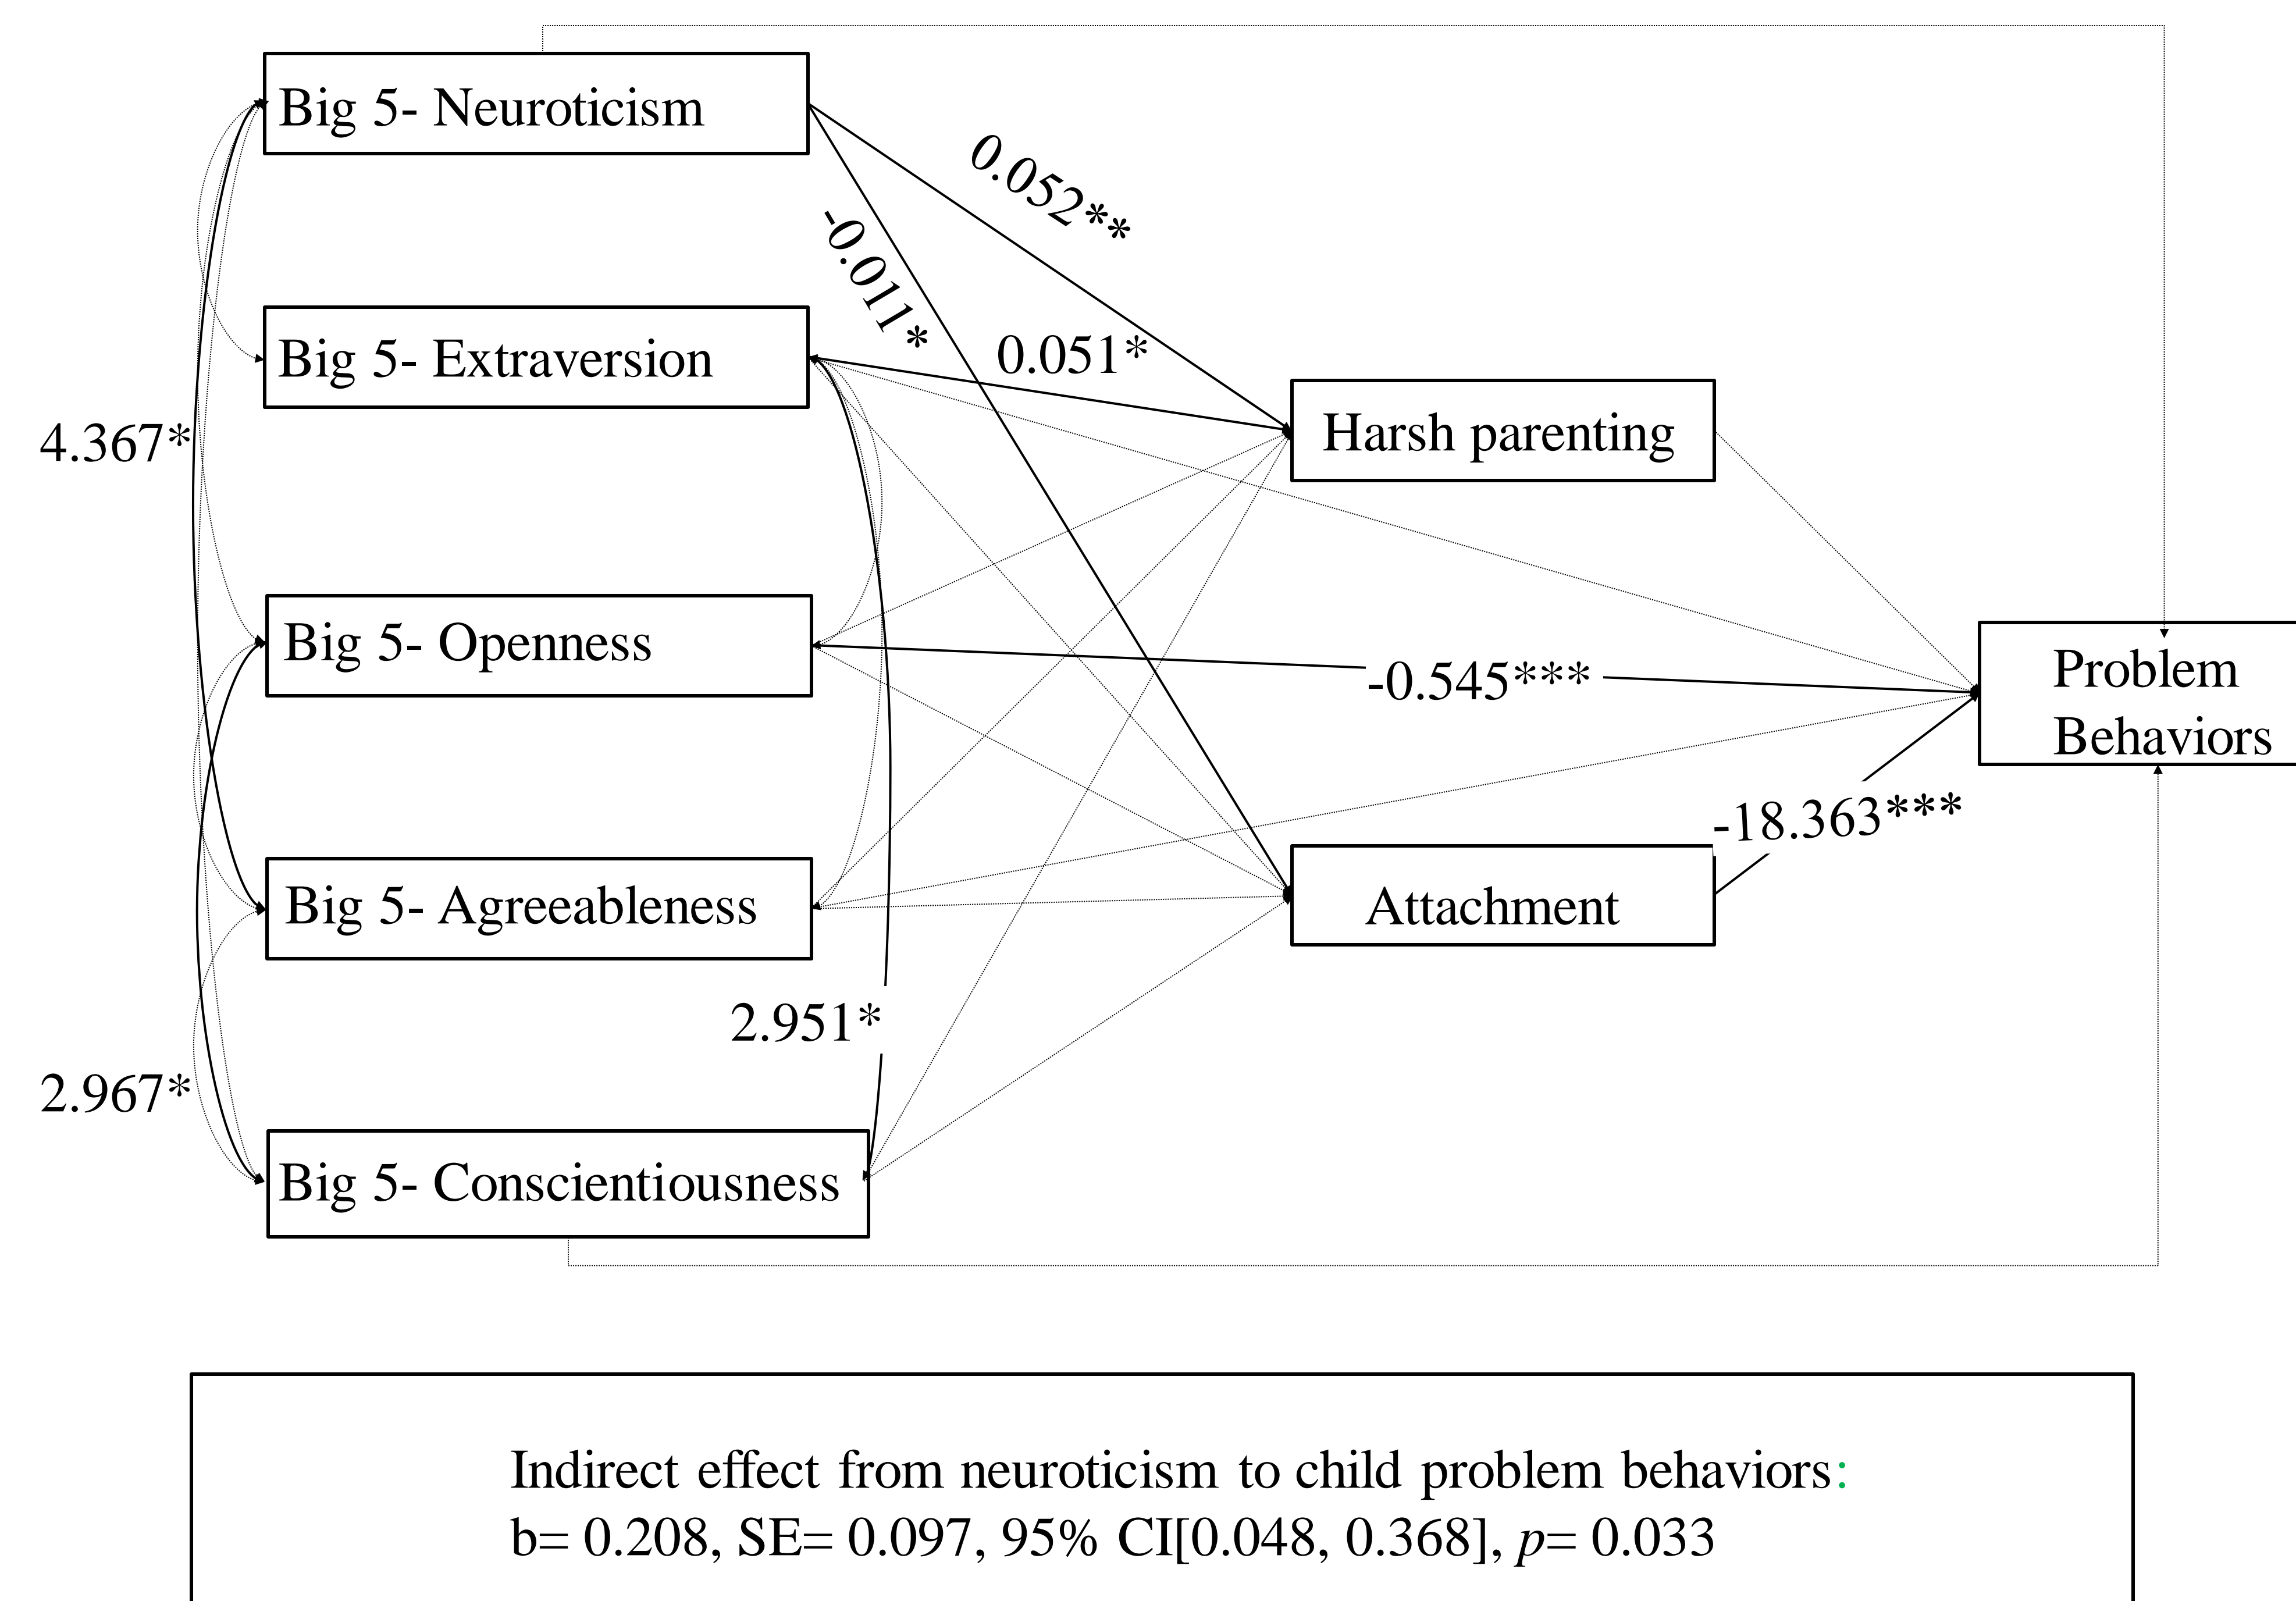 Big 5- Neuroticism
0.052**
-0.011*
Big 5- Extraversion
0.051*
4.367*
Harsh parenting
Big 5- Openness
-0.545***
Problem
Behaviors
-18.363***
Big 5- Agreeableness
Attachment
2.951*
2.967*
Big 5- Conscientiousness
Indirect effect from neuroticism to child problem behaviors:
b= 0.208, SE= 0.097, 95% CI[0.048, 0.368], p= 0.033